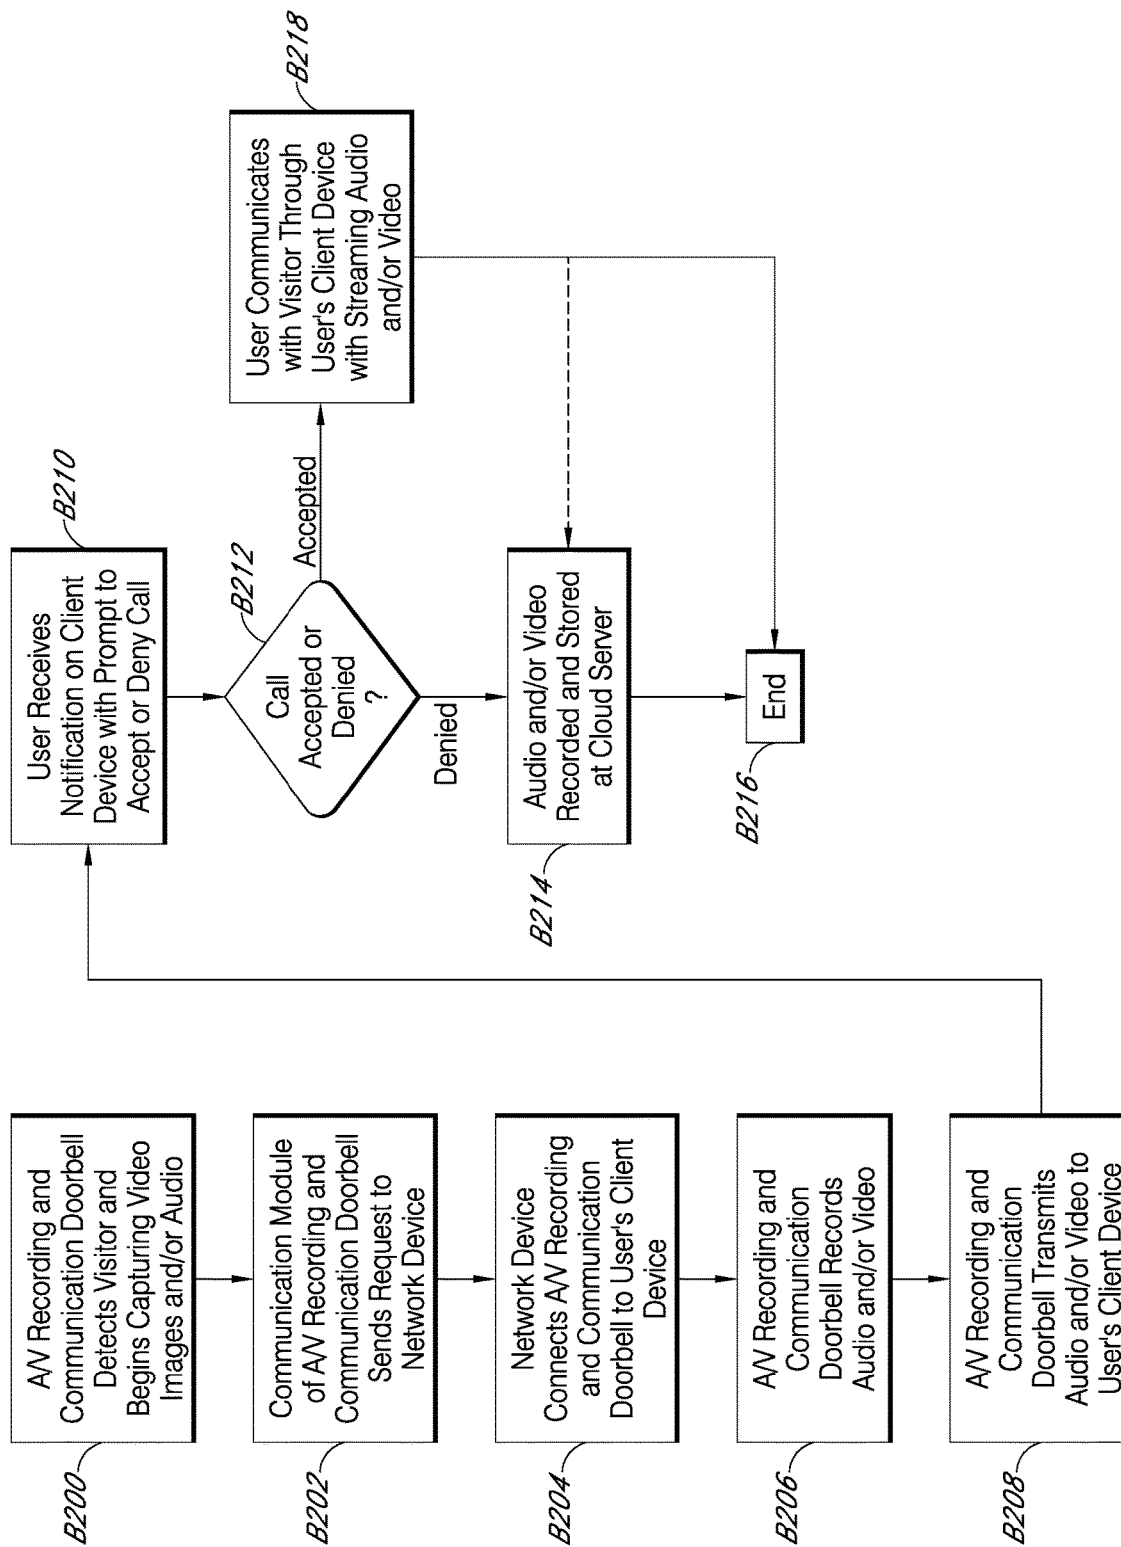 B200
A/V Recording and
Communication Doorbell
Detects Visitor and
Begins Capturing Video
Images and/or Audio
B202
Communication Module
of A/V Recording and
Communication Doorbell
Sends Request to
Network Device
B204
Network Device
Connects A/V Recording
and Communication
Doorbell to User's Client
Device
B206
A/V Recording and
Communication
Doorbell Records
Audio and/or Video
B208
A/V Recording and
Communication
Doorbell Transmits
Audio and/or Video to
User's Client Device
B210
User Receives
Notification on Client
Device with Prompt to
Accept or Deny Call
B212
Call
Accepted or
Denied
?
Accepted
Denied
B218
User Communicates
with Visitor Through
User's Client Device
with Streaming Audio
and/or Video
B214
Audio and/or Video
Recorded and Stored
at Cloud Server
B216
End